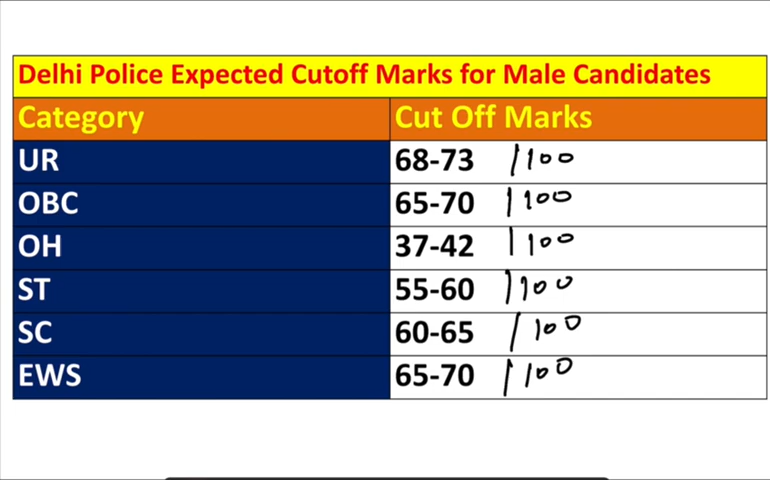 Delhi Police Expected Cutoff Marks for Male Candidates
Category Cut Off Marks
UR 68-73 /100
OBC 65-70 /100
OH 37-42 /100
ST 55-60 /100
SC 60-65 /100
EWS 65-70 /100